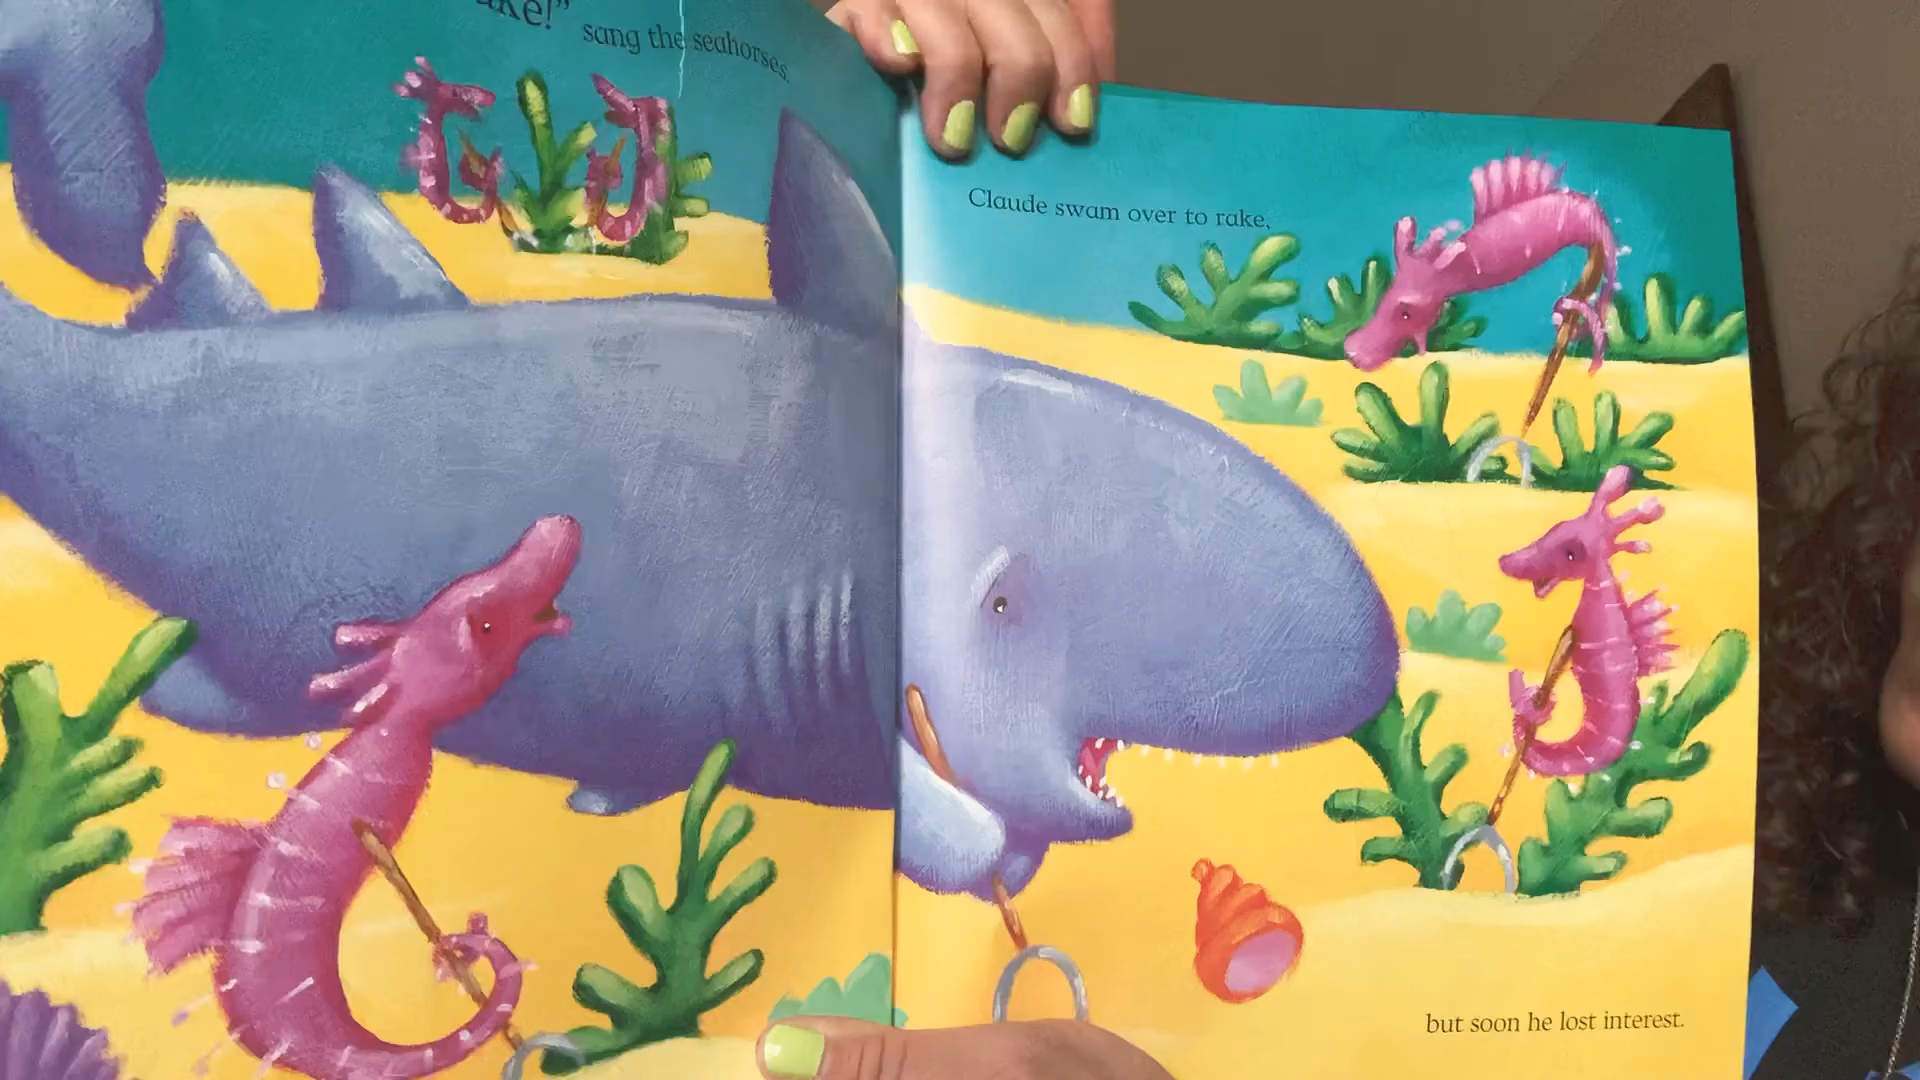 sang the seahorses.
Claude swam over to rake,
but soon he lost interest.